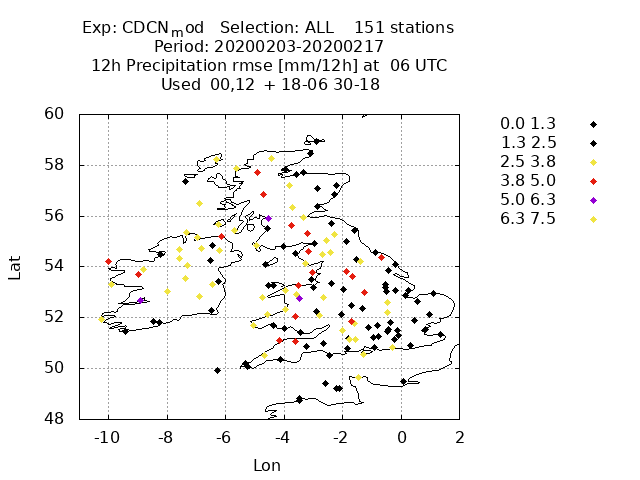 Exp: CDCNmod   Selection: ALL    151 stations
Period: 20200203-20200217
12h Precipitation rmse [mm/12h] at  06 UTC
Used  00,12  + 18-06 30-18
60
58
56
54
52
50
48
Lat
-10 -8 -6 -4 -2 0 2
Lon
0.0 1.3
1.3 2.5
2.5 3.8
3.8 5.0
5.0 6.3
6.3 7.5